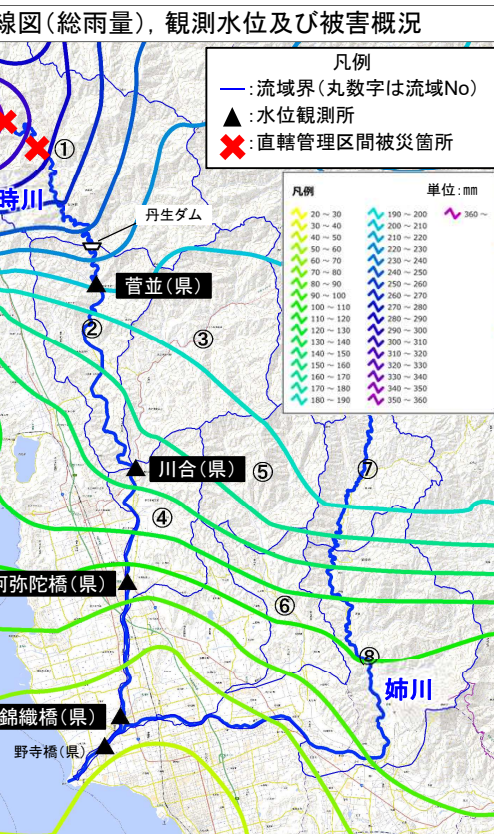 線図(総雨量)，観測水位及び被害概況
凡例
：流域界(丸数字は流域No)
：水位観測所
：直轄管理区間被災箇所
①
時川
丹生ダム
凡例
単位:㎜
20 ～ 30
30 ～ 40
40 ～ 50
50 ～ 60
60 ～ 70
70 ～ 80
80 ～ 90
90 ～ 100
100 ～ 110
110 ～ 120
120 ～ 130
130 ～ 140
140 ～ 150
150 ～ 160
160 ～ 170
170 ～ 180
180 ～ 190
190 ～ 200
200 ～ 210
210 ～ 220
220 ～ 230
230 ～ 240
240 ～ 250
250 ～ 260
260 ～ 270
270 ～ 280
280 ～ 290
290 ～ 300
300 ～ 310
310 ～ 320
320 ～ 330
330 ～ 340
340 ～ 350
350 ～ 360
360 ～
菅並(県)
②
③
川合(県)
⑤
⑦
④
阿弥陀橋(県)
⑥
⑧
姉川
錦織橋(県)
野寺橋(県)